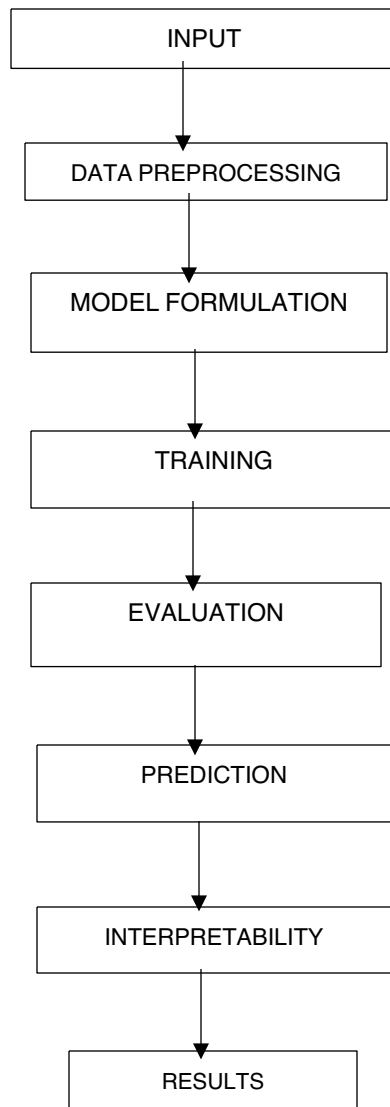 INPUT
DATA PREPROCESSING
MODEL FORMULATION
TRAINING
EVALUATION
PREDICTION
INTERPRETABILITY
RESULTS